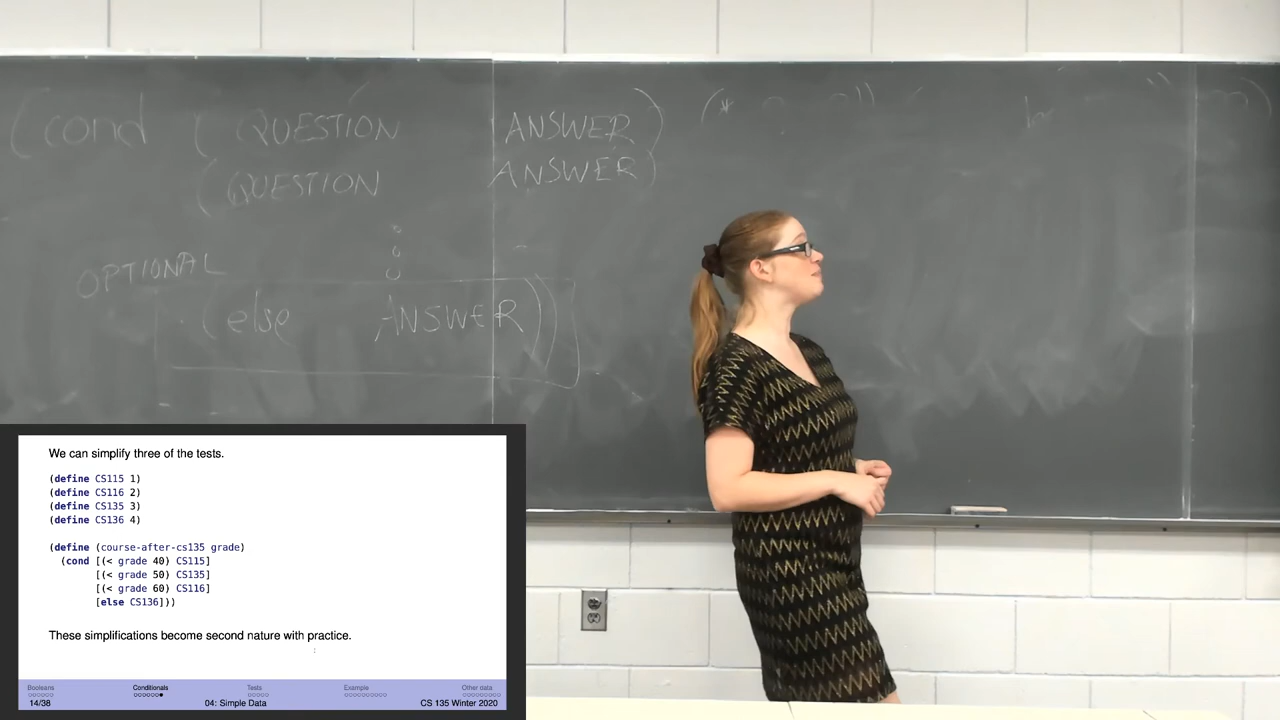 (cond ( QUESTION ANSWER) (*
( QUESTION ANSWER)
OPTIONAL
(else ANSWER))
We can simplify three of the tests.
(define CS115 1)
(define CS116 2)
(define CS135 3)
(define CS136 4)
(define (course-after-cs135 grade)
(cond [(< grade 40) CS115]
[(< grade 50) CS135]
[(< grade 60) CS116]
[else CS136]))
These simplifications become second nature with practice.
Booleans Conditionals Tests Example Other data
14/38 04: Simple Data CS 135 Winter 2020